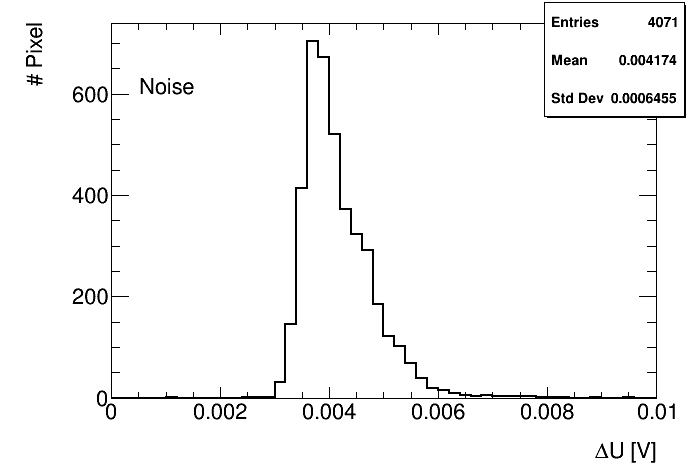 # Pixel
Entries 4071
Mean 0.004174
Std Dev 0.0006455
Noise
600
400
200
0
0 0.002 0.004 0.006 0.008 0.01
ΔU [V]